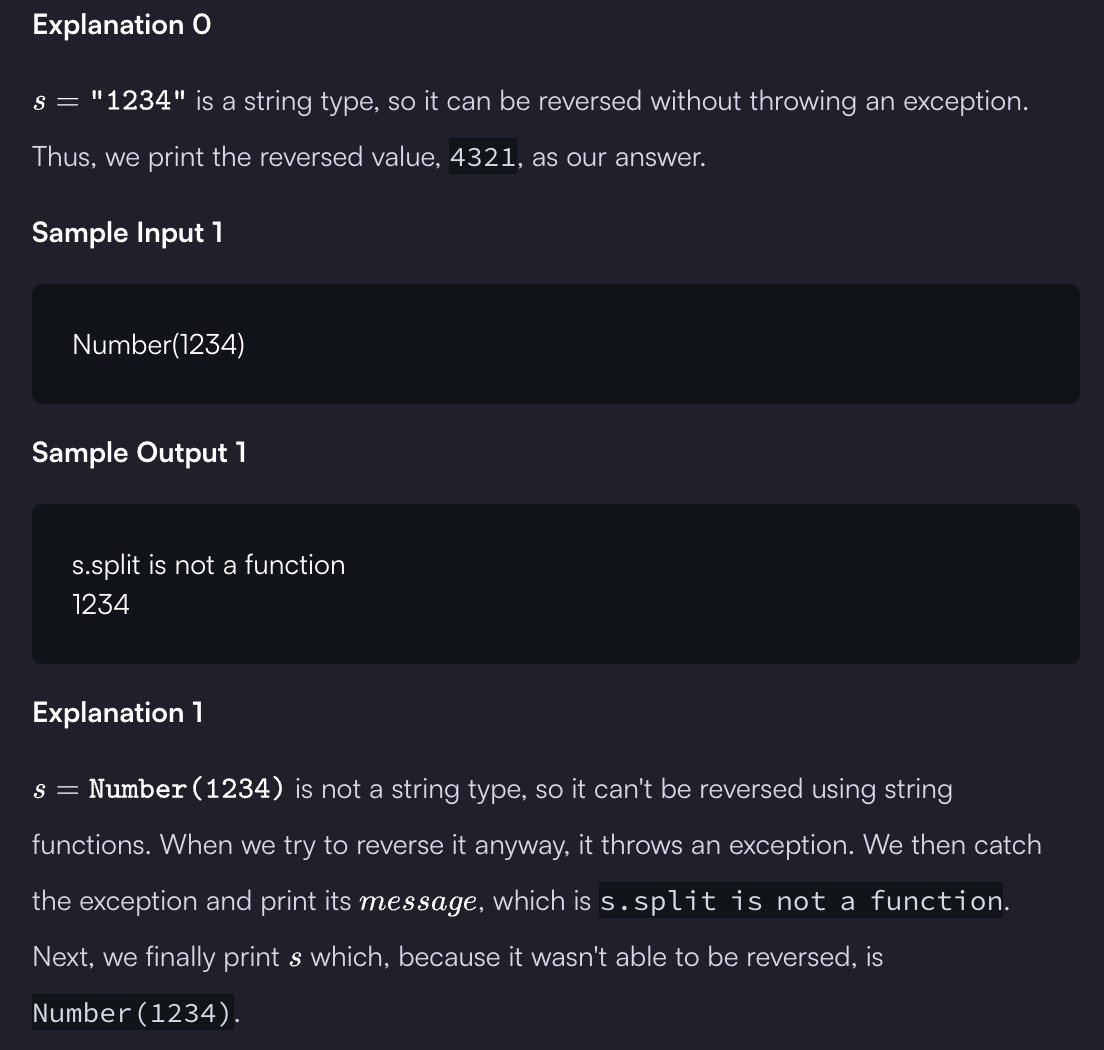 Explanation 0
s = "1234" is a string type, so it can be reversed without throwing an exception.
Thus, we print the reversed value, 4321, as our answer.
Sample Input 1
Number(1234)
Sample Output 1
s.split is not a function
1234
Explanation 1
s = Number(1234) is not a string type, so it can't be reversed using string
functions. When we try to reverse it anyway, it throws an exception. We then catch
the exception and print its message, which is s.split is not a function.
Next, we finally print s which, because it wasn't able to be reversed, is
Number(1234).